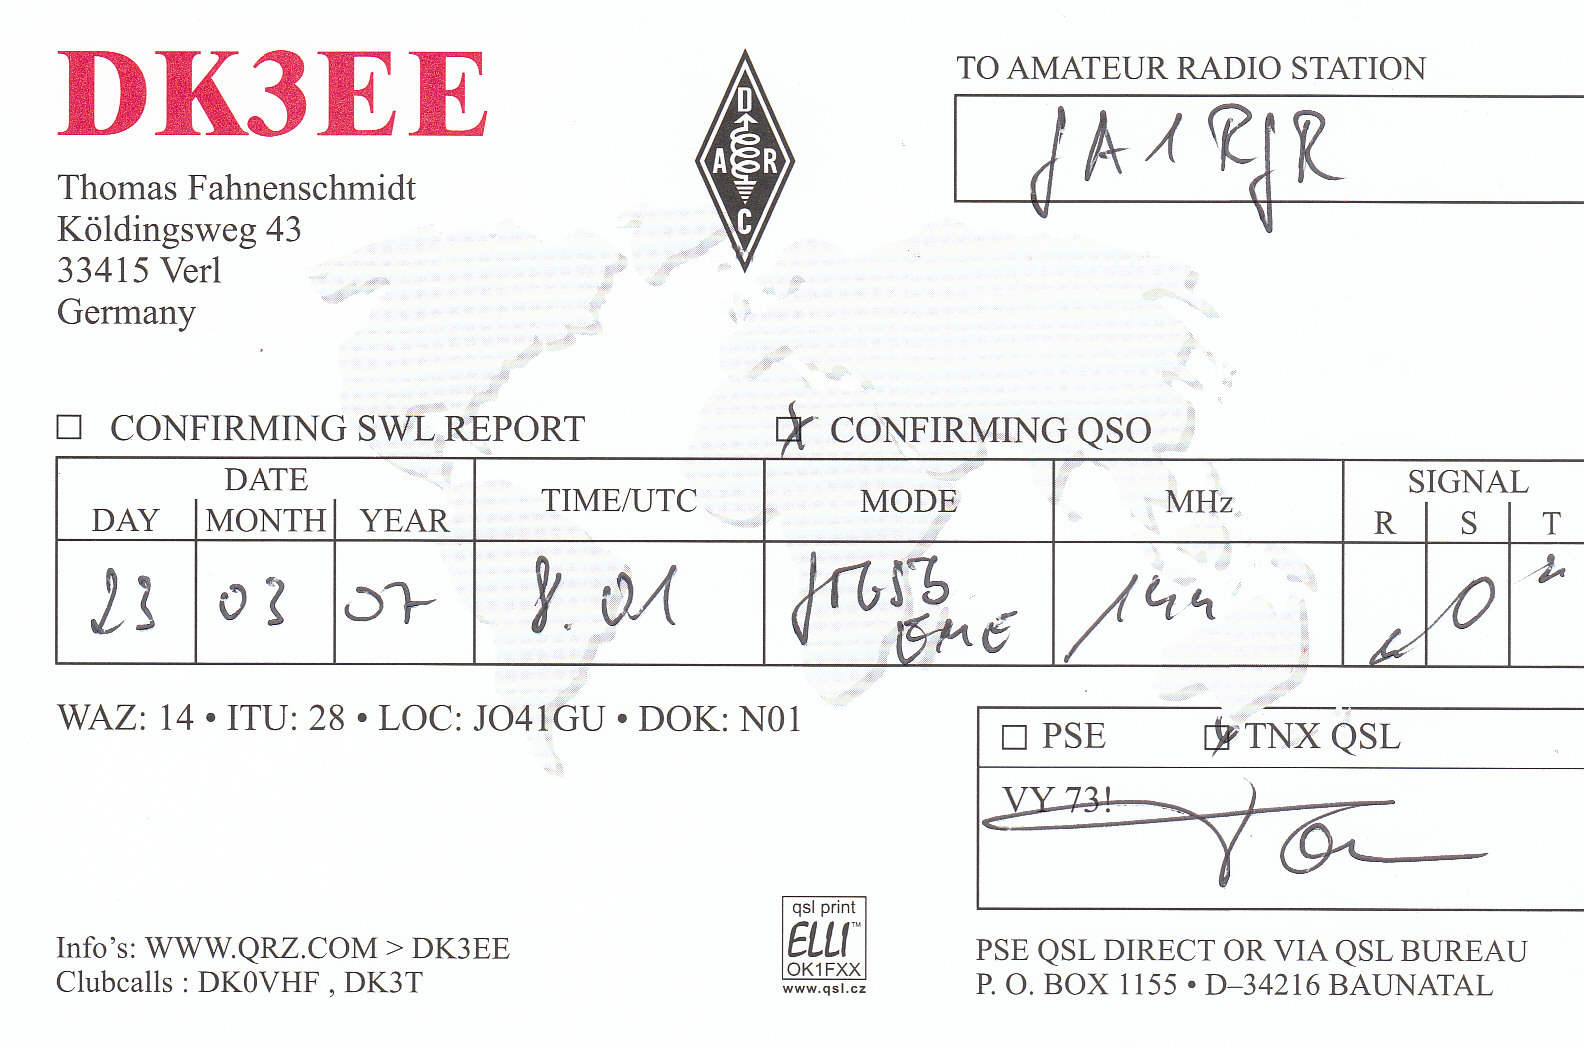 DK3EE
Thomas Fahnenschmidt
Köldingsweg 43
33415 Verl
Germany
D
A R
C
TO AMATEUR RADIO STATION
JA1RJR
CONFIRMING SWL REPORT
CONFIRMING QSO
DATE
DAY MONTH YEAR
TIME/UTC
MODE
MHz
SIGNAL
R S T
23 03 07 8.01 JT65B 144 O
EME
WAZ: 14 • ITU: 28 • LOC: JO41GU • DOK: N01
PSE TNX QSL
VY 73!
Tom
Info's: WWW.QRZ.COM > DK3EE
Clubcalls : DK0VHF , DK3T
qsl print
ELLI™
OK1FXX
www.qsl.cz
PSE QSL DIRECT OR VIA QSL BUREAU
P. O. BOX 1155 • D–34216 BAUNATAL